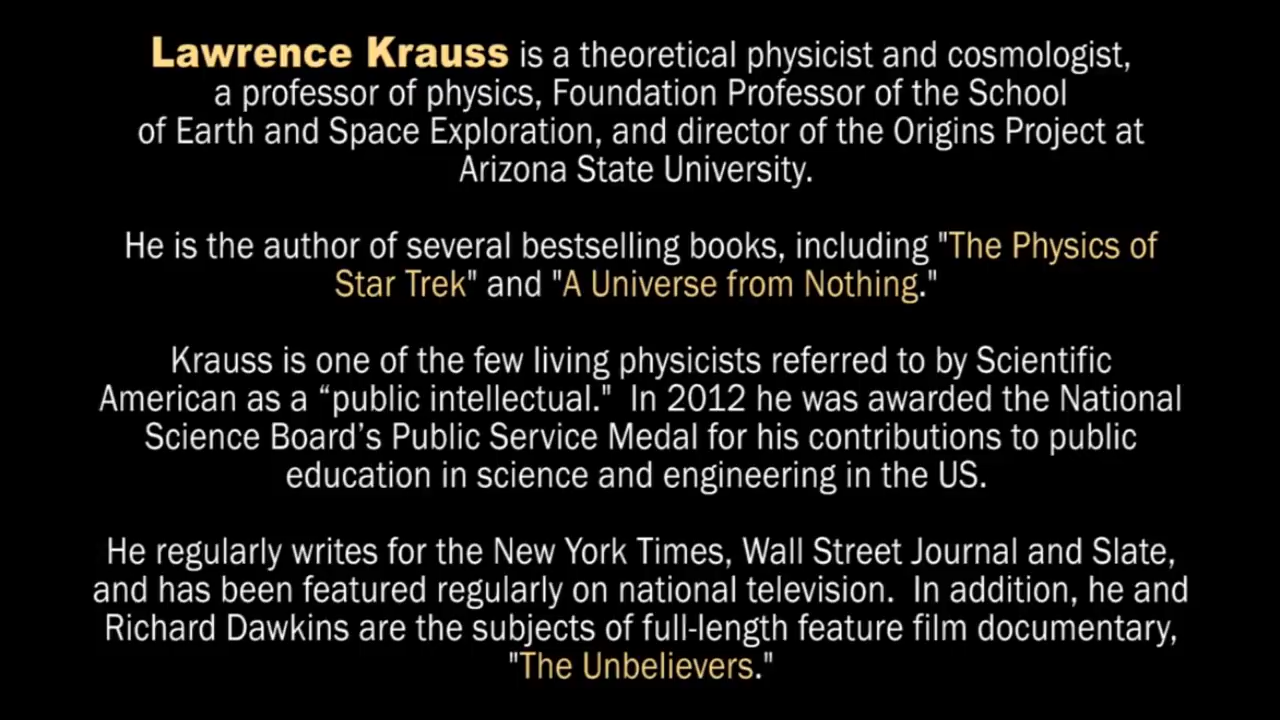 Lawrence Krauss is a theoretical physicist and cosmologist,
a professor of physics, Foundation Professor of the School
of Earth and Space Exploration, and director of the Origins Project at
Arizona State University.
He is the author of several bestselling books, including "The Physics of
Star Trek" and "A Universe from Nothing."
Krauss is one of the few living physicists referred to by Scientific
American as a “public intellectual."  In 2012 he was awarded the National
Science Board’s Public Service Medal for his contributions to public
education in science and engineering in the US.
He regularly writes for the New York Times, Wall Street Journal and Slate,
and has been featured regularly on national television.  In addition, he and
Richard Dawkins are the subjects of full-length feature film documentary,
"The Unbelievers."